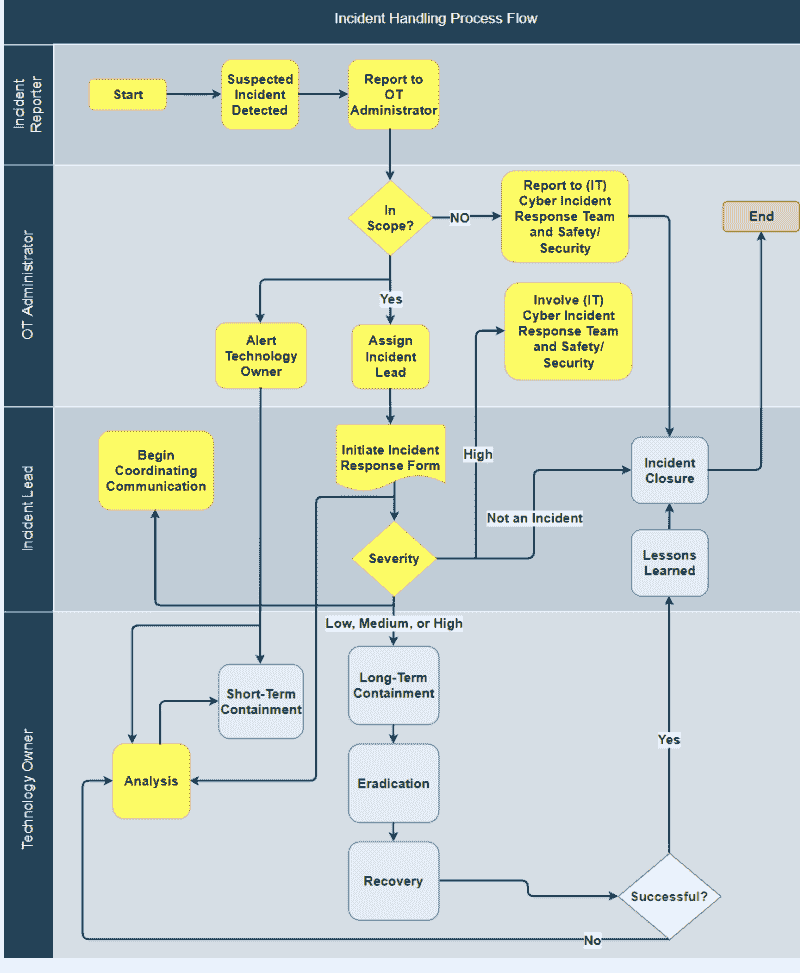 Incident Handling Process Flow
Incident
Reporter
Start
Suspected
Incident
Detected
Report to
OT
Administrator
OT Administrator
In
Scope?
NO
Report to (IT)
Cyber Incident
Response Team
and Safety/
Security
End
Yes
Alert
Technology
Owner
Assign
Incident
Lead
Involve (IT)
Cyber Incident
Response Team
and Safety/
Security
Incident Lead
Begin
Coordinating
Communication
Initiate Incident
Response Form
High
Incident
Closure
Not an Incident
Severity
Lessons
Learned
Low, Medium, or High
Technology Owner
Short-Term
Containment
Long-Term
Containment
Yes
Analysis
Eradication
Recovery
Successful?
No